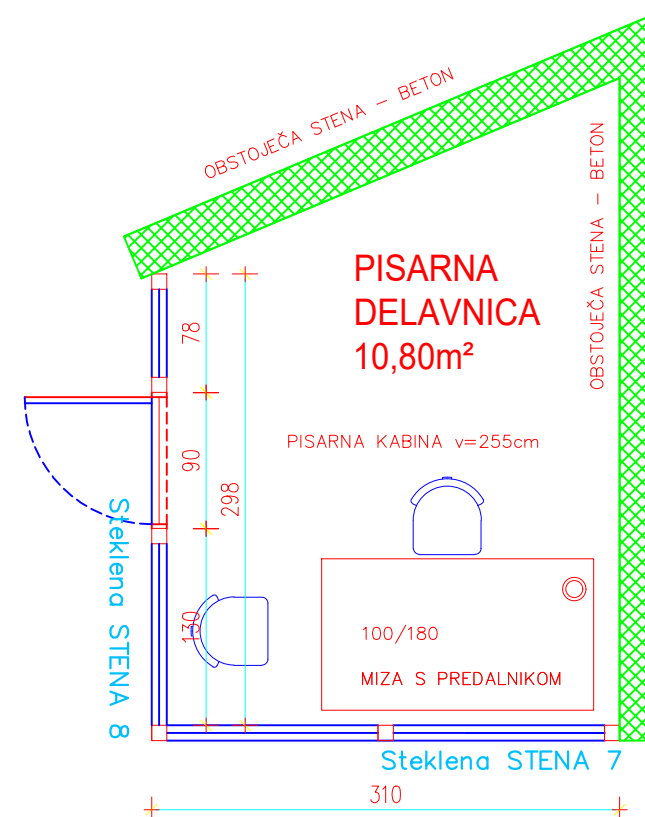 OBSTOJEČA STENA – BETON
OBSTOJEČA STENA – BETON
PISARNA
DELAVNICA
10,80m²
78
PISARNA KABINA v=255cm
90
298
Steklena STENA 8
130
100/180
MIZA S PREDALNIKOM
Steklena STENA 7
310